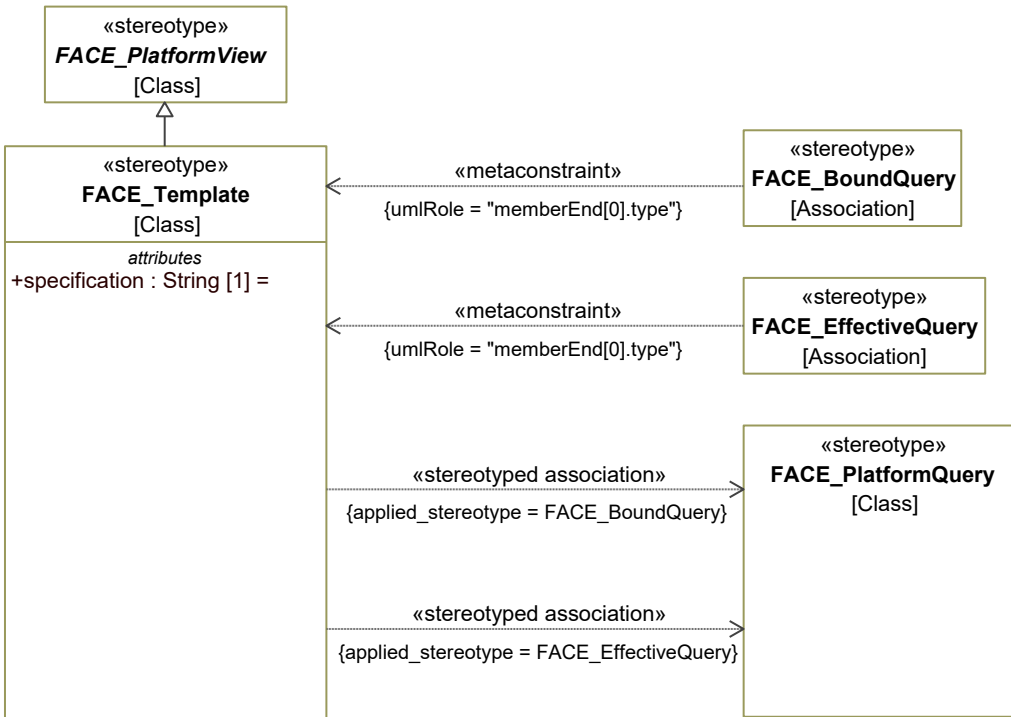 «stereotype»
FACE_PlatformView
[Class]
«stereotype»
FACE_Template
[Class]
attributes
+specification : String [1] =
«metaconstraint»
{umlRole = "memberEnd[0].type"}
«stereotype»
FACE_BoundQuery
[Association]
«metaconstraint»
{umlRole = "memberEnd[0].type"}
«stereotype»
FACE_EffectiveQuery
[Association]
«stereotyped association»
{applied_stereotype = FACE_BoundQuery}
«stereotype»
FACE_PlatformQuery
[Class]
«stereotyped association»
{applied_stereotype = FACE_EffectiveQuery}